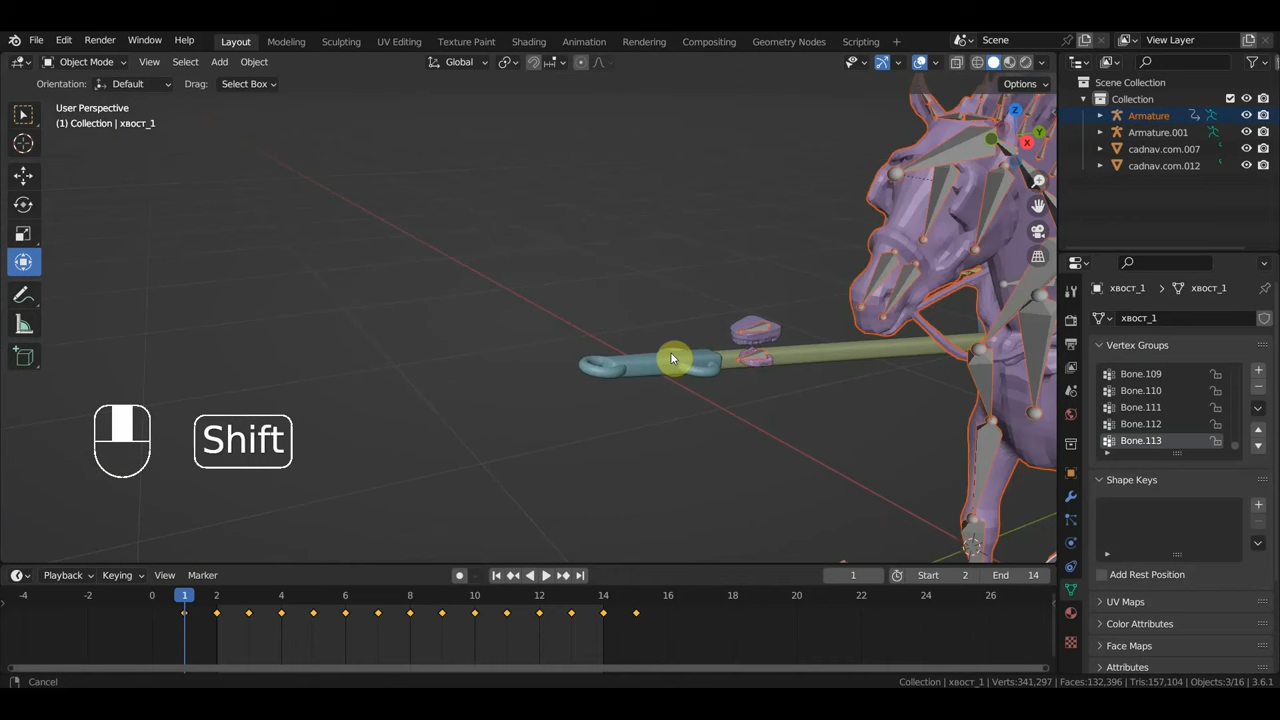 File Edit Render Window Help Layout Modeling Sculpting UV Editing Texture Paint Shading Animation Rendering Compositing Geometry Nodes Scripting + Scene View Layer
Object Mode View Select Add Object Global
Orientation: Default Drag: Select Box Options
User Perspective
(1) Collection | хвост_1
Z
Y
X
Scene Collection
Collection
Armature
Armature.001
cadnav.com.007
cadnav.com.012
хвост_1 > хвост_1
хвост_1
Vertex Groups
Bone.109
Bone.110
Bone.111
Bone.112
Bone.113
Shape Keys
Add Rest Position
UV Maps
Color Attributes
Face Maps
Attributes
Shift
Playback Keying View Marker 1 Start 2 End 14
-4 -2 0 1 2 4 6 8 10 12 14 16 18 20 22 24 26
Cancel Collection | хвост_1 | Verts:341,297 | Faces:132,396 | Tris:157,104 | Objects:3/16 | 3.6.1